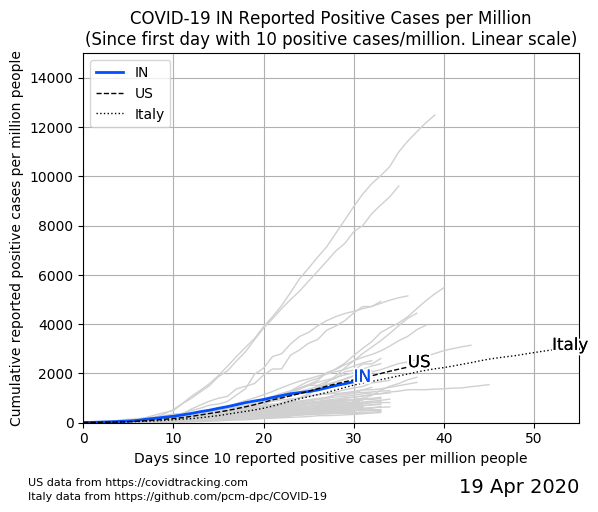 COVID-19 IN Reported Positive Cases per Million
(Since first day with 10 positive cases/million. Linear scale)
Cumulative reported positive cases per million people
14000
12000
10000
8000
6000
4000
2000
0
IN
US
Italy
Italy
US
IN
0 10 20 30 40 50
Days since 10 reported positive cases per million people
US data from https://covidtracking.com
Italy data from https://github.com/pcm-dpc/COVID-19
19 Apr 2020